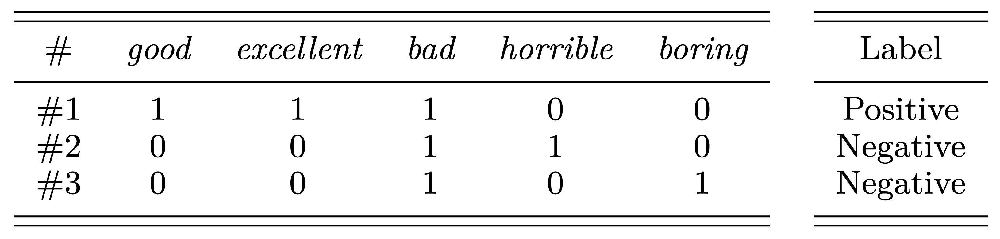 # good excellent bad horrible boring Label
#1 1 1 1 0 0 Positive
#2 0 0 1 1 0 Negative
#3 0 0 1 0 1 Negative